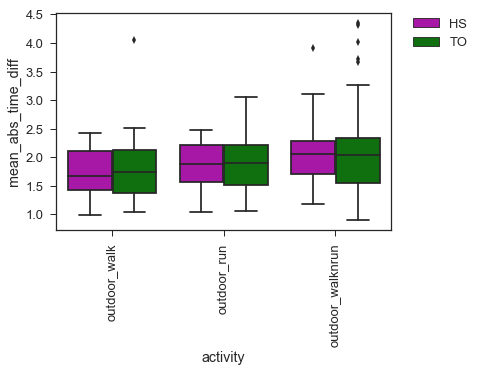 mean_abs_time_diff
4.5
4.0
3.5
3.0
2.5
2.0
1.5
1.0
outdoor_walk
outdoor_run
outdoor_walknrun
activity
HS
TO